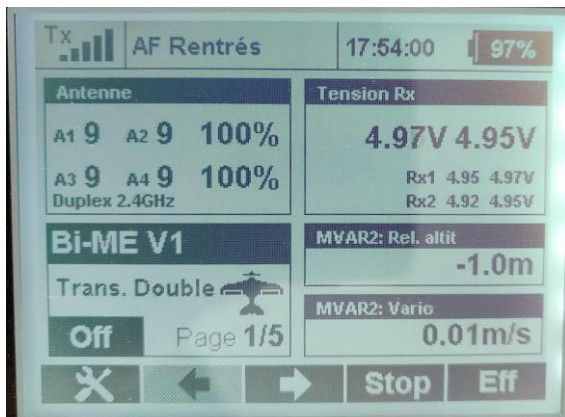 Tx AF Rentrés 17:54:00 97%
Antenne
A1 9 A2 9 100%
A3 9 A4 9 100%
Duplex 2.4GHz
Tension Rx
4.97V 4.95V
Rx1 4.95 4.97V
Rx2 4.92 4.95V
Bi-ME V1
Trans. Double
Off Page 1/5
MVAR2: Rel. altit
-1.0m
MVAR2: Vario
0.01m/s
Stop Eff